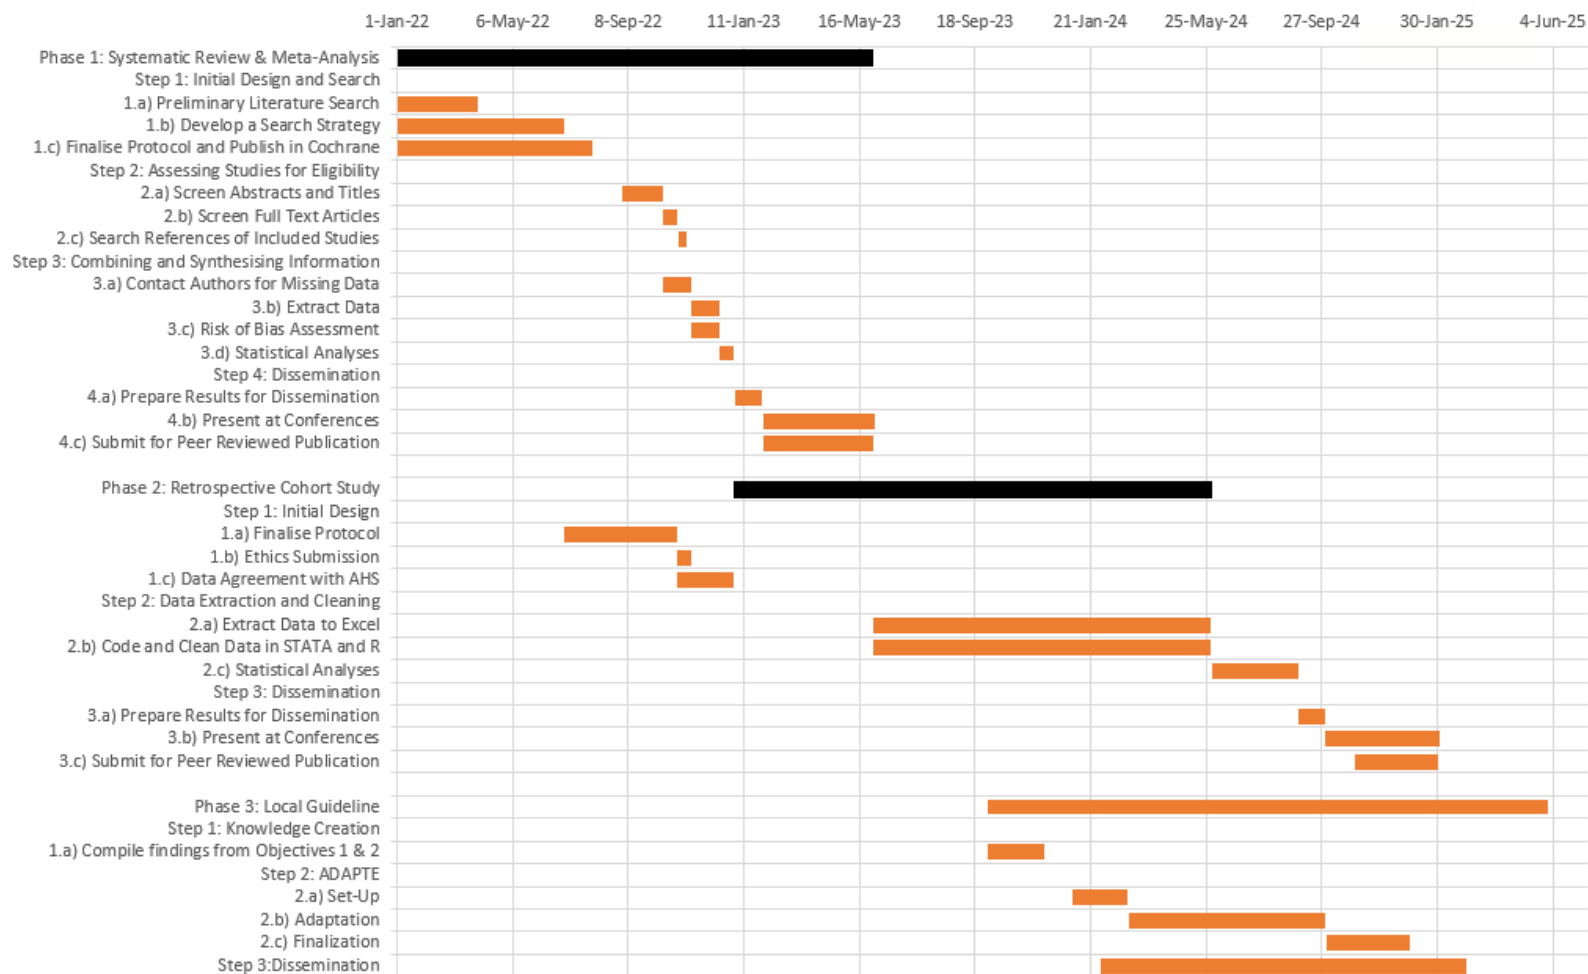 1-Jan-22 6-May-22 8-Sep-22 11-Jan-23 16-May-23 18-Sep-23 21-Jan-24 25-May-24 27-Sep-24 30-Jan-25 4-Jun-25
Phase 1: Systematic Review & Meta-Analysis
Step 1: Initial Design and Search
1.a) Preliminary Literature Search
1.b) Develop a Search Strategy
1.c) Finalise Protocol and Publish in Cochrane
Step 2: Assessing Studies for Eligibility
2.a) Screen Abstracts and Titles
2.b) Screen Full Text Articles
2.c) Search References of Included Studies
Step 3: Combining and Synthesising Information
3.a) Contact Authors for Missing Data
3.b) Extract Data
3.c) Risk of Bias Assessment
3.d) Statistical Analyses
Step 4: Dissemination
4.a) Prepare Results for Dissemination
4.b) Present at Conferences
4.c) Submit for Peer Reviewed Publication
Phase 2: Retrospective Cohort Study
Step 1: Initial Design
1.a) Finalise Protocol
1.b) Ethics Submission
1.c) Data Agreement with AHS
Step 2: Data Extraction and Cleaning
2.a) Extract Data to Excel
2.b) Code and Clean Data in STATA and R
2.c) Statistical Analyses
Step 3: Dissemination
3.a) Prepare Results for Dissemination
3.b) Present at Conferences
3.c) Submit for Peer Reviewed Publication
Phase 3: Local Guideline
Step 1: Knowledge Creation
1.a) Compile findings from Objectives 1 & 2
Step 2: ADAPTE
2.a) Set-Up
2.b) Adaptation
2.c) Finalization
Step 3:Dissemination